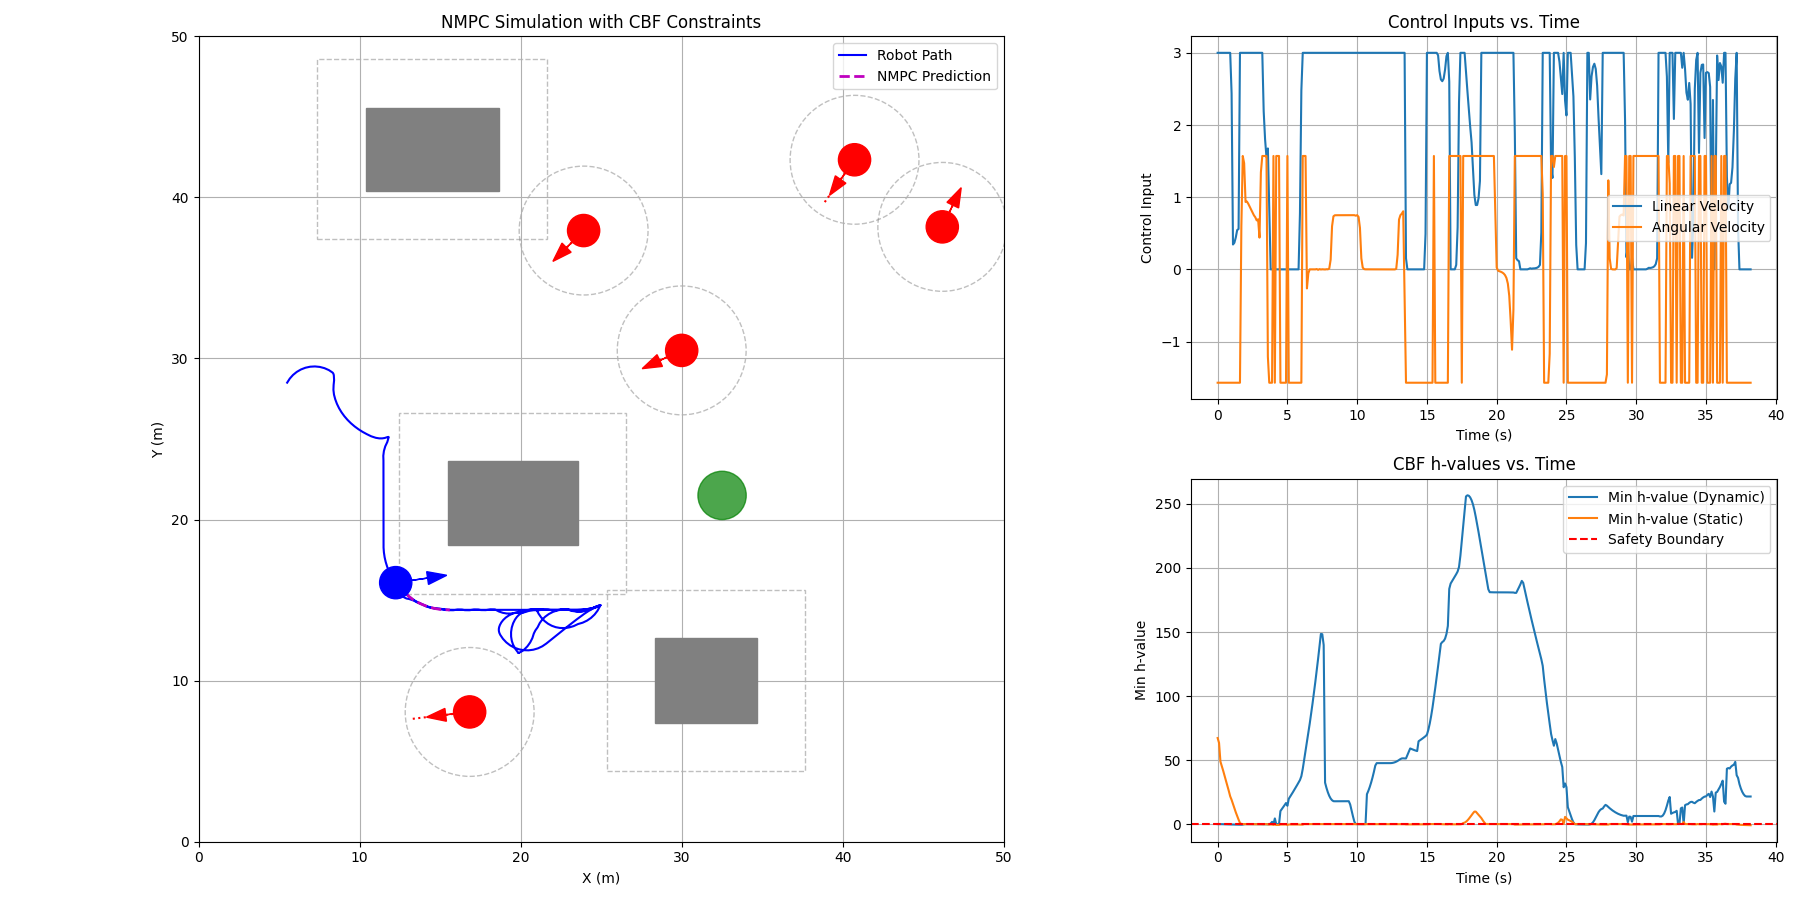 NMPC Simulation with CBF Constraints
50
40
30
20
10
0
Y (m)
Robot Path
NMPC Prediction
0 10 20 30 40 50
X (m)
Control Inputs vs. Time
3
2
1
0
−1
Control Input
Linear Velocity
Angular Velocity
0 5 10 15 20 25 30 35 40
Time (s)
CBF h-values vs. Time
250
200
150
100
50
0
Min h-value
Min h-value (Dynamic)
Min h-value (Static)
Safety Boundary
0 5 10 15 20 25 30 35 40
Time (s)